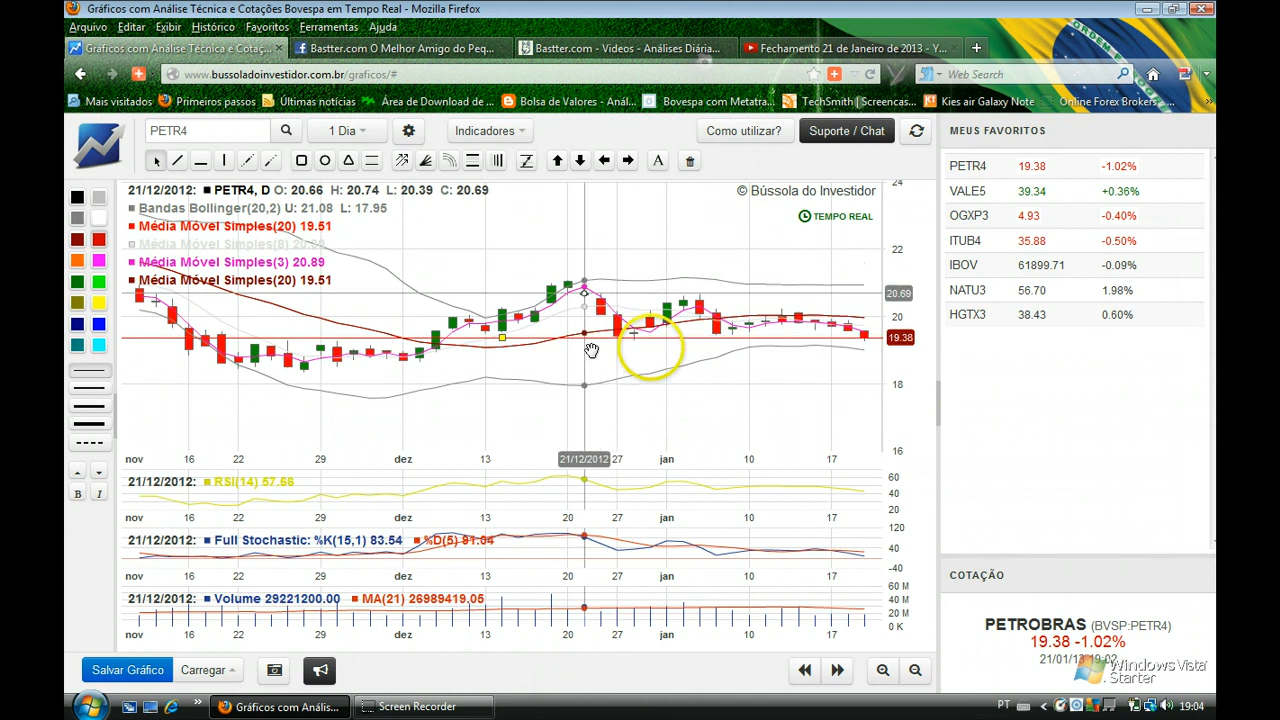 Gráficos com Análise Técnica e Cotações Bovespa em Tempo Real - Mozilla Firefox
Arquivo Editar Exibir Histórico Favoritos Ferramentas Ajuda
Gráficos com Análise Técnica e Cotaç... Bastter.com O Melhor Amigo do Peq... Bastter.com - Videos - Análises Diária... Fechamento 21 de Janeiro de 2013 - Y...
www.bussoladoinvestidor.com.br/graficos/# Web Search
Mais visitados Primeiros passos Últimas notícias Área de Download de ... Bolsa de Valores - Anál... Bovespa com Metatra... TechSmith | Screencas... Kies air Galaxy Note Online Forex Brokers ...
PETR4 1 Dia Indicadores Como utilizar? Suporte / Chat
MEUS FAVORITOS
A
PETR4 19.38 -1.02%
VALE5 39.34 +0.36%
OGXP3 4.93 -0.40%
ITUB4 35.88 -0.50%
IBOV 61899.71 -0.09%
NATU3 56.70 1.98%
HGTX3 38.43 0.60%
B I
21/12/2012: PETR4, D O: 20.66 H: 20.74 L: 20.39 C: 20.69
© Bússola do Investidor
Bandas Bollinger(20,2) U: 21.08 L: 17.95
TEMPO REAL
Média Móvel Simples(20) 19.51
Média Móvel Simples(8)
Média Móvel Simples(3) 20.89
Média Móvel Simples(20) 19.51
24
22
20.69
20
19.38
18
16
nov 16 22 29 dez 13 20 21/12/2012 27 jan 10 17
21/12/2012: RSI(14) 57.66
60
40
20
nov 16 22 29 dez 13 20 27 jan 10 17
21/12/2012: Full Stochastic: %K(15,1) 83.54 %D(5) 91.04
120
40
-40
nov 16 22 29 dez 13 20 27 jan 10 17
21/12/2012: Volume 29221200.00 MA(21) 26989419.05
60 M
40 M
20 M
0 K
nov 16 22 29 dez 13 20 27 jan 10 17
COTAÇÃO
PETROBRAS (BVSP:PETR4)
19.38 -1.02%
21/01/13 19:02
Windows Vista
Starter
Salvar Gráfico Carregar
Gráficos com Anális... Screen Recorder PT 19:04